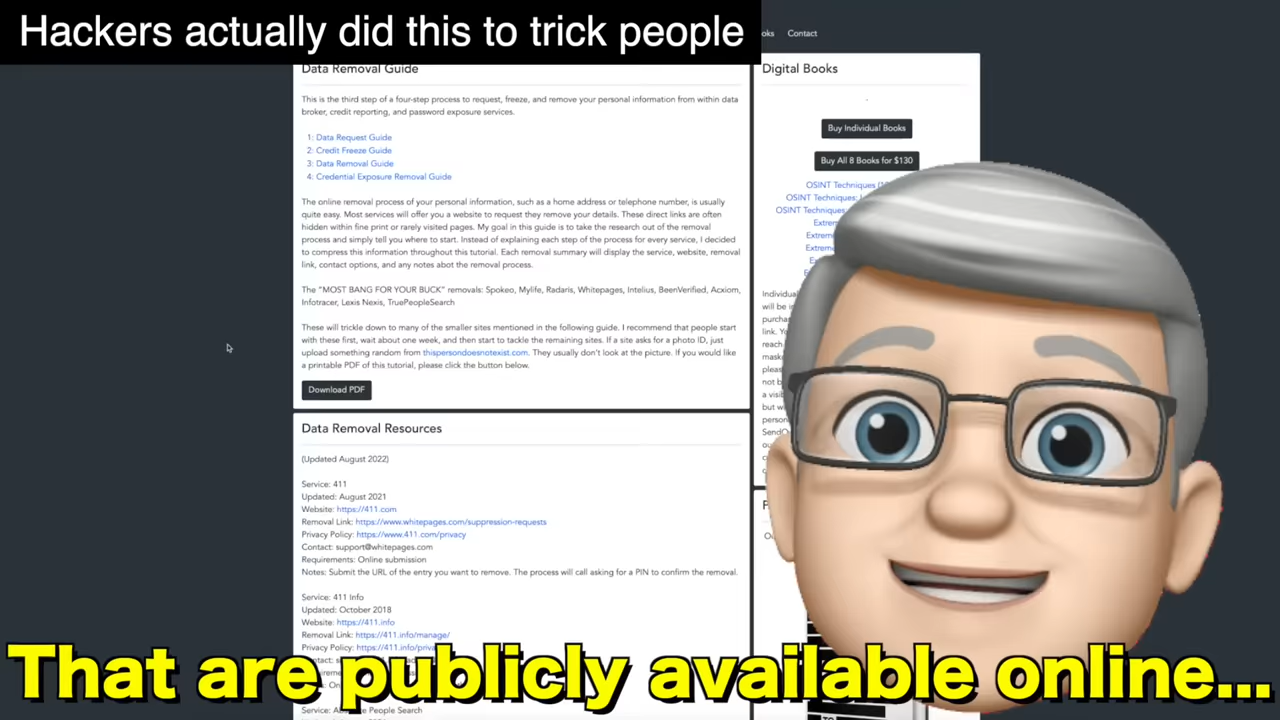 Hackers actually did this to trick people
Contact
Data Removal Guide
This is the third step of a four-step process to request, freeze, and remove your personal information from within data
broker, credit reporting, and password exposure services.
1: Data Request Guide
2: Credit Freeze Guide
3: Data Removal Guide
4: Credential Exposure Removal Guide
The online removal process of your personal information, such as a home address or telephone number, is usually
quite easy. Most services will offer you a website to request they remove your details. These direct links are often
hidden within fine print or rarely visited pages. My goal in this guide is to take the research out of the removal
process and simply tell you where to start. Instead of explaining each step of the process for every service, I decided
to compress this information throughout this tutorial. Each removal summary will display the service, website, removal
link, contact options, and any notes abot the removal process.
The “MOST BANG FOR YOUR BUCK” removals: Spokeo, Mylife, Radaris, Whitepages, Intelius, BeenVerified, Acxiom,
Infotracer, Lexis Nexis, TruePeopleSearch
These will trickle down to many of the smaller sites mentioned in the following guide. I recommend that people start
with these first, wait about one week, and then start to tackle the remaining sites. If a site asks for a photo ID, just
upload something random from thispersondoesnotexist.com. They usually don't look at the picture. If you would like
a printable PDF of this tutorial, please click the button below.
Download PDF
Data Removal Resources
(Updated August 2022)
Service: 411
Updated: August 2021
Website: https://411.com
Removal Link: https://www.whitepages.com/suppression-requests
Privacy Policy: https://www.411.com/privacy
Contact: support@whitepages.com
Requirements: Online submission
Notes: Submit the URL of the entry you want to remove. The process will call asking for a PIN to confirm the removal.
Service: 411 Info
Updated: October 2018
Website: https://411.info
Removal Link: https://411.info/manage/
Privacy Policy: https://411.info/priva
Service: Ab People Search
Digital Books
Buy Individual Books
Buy All 8 Books for $130
OSINT Techniques
OSINT Techniques:
OSINT Techniques:
That are publicly available online...